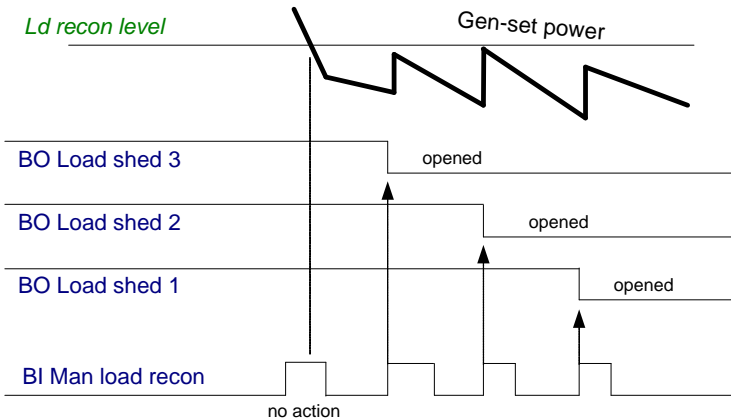 Ld recon level
Gen-set power
BO Load shed 3
opened
BO Load shed 2
opened
BO Load shed 1
opened
BI Man load recon
no action